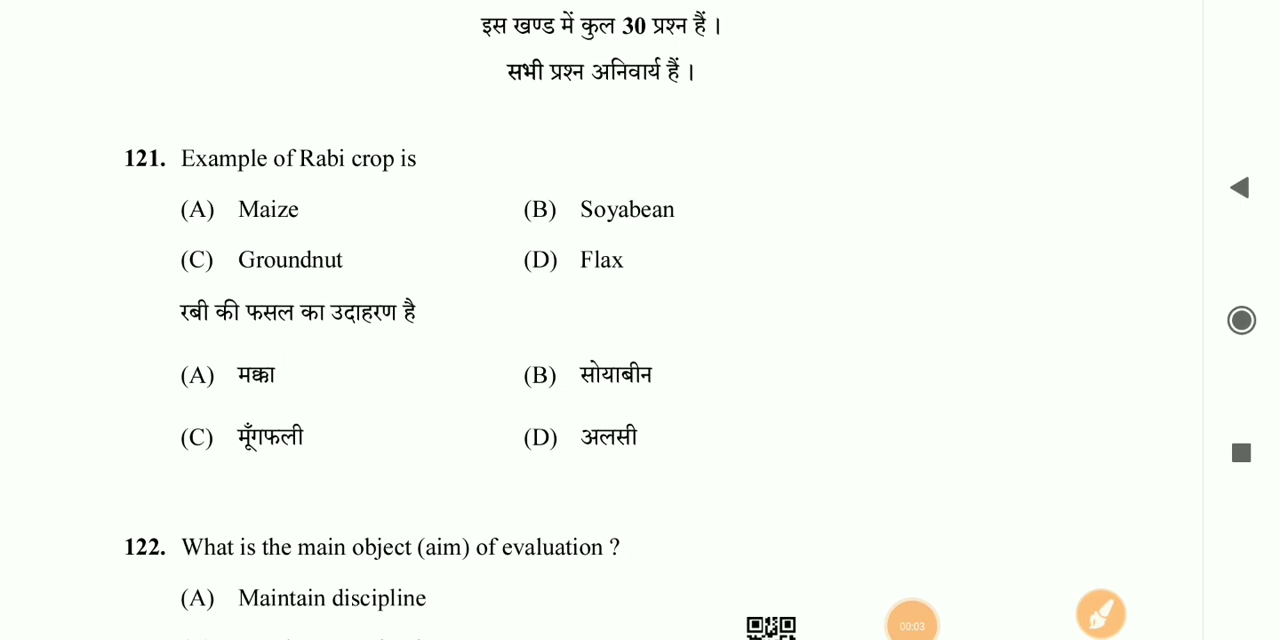 इस खण्ड में कुल 30 प्रश्न हैं ।
सभी प्रश्न अनिवार्य हैं ।
121. Example of Rabi crop is
(A) Maize (B) Soyabean
(C) Groundnut (D) Flax
रबी की फसल का उदाहरण है
(A) मक्का (B) सोयाबीन
(C) मूँगफली (D) अलसी
122. What is the main object (aim) of evaluation ?
(A) Maintain discipline
00:03